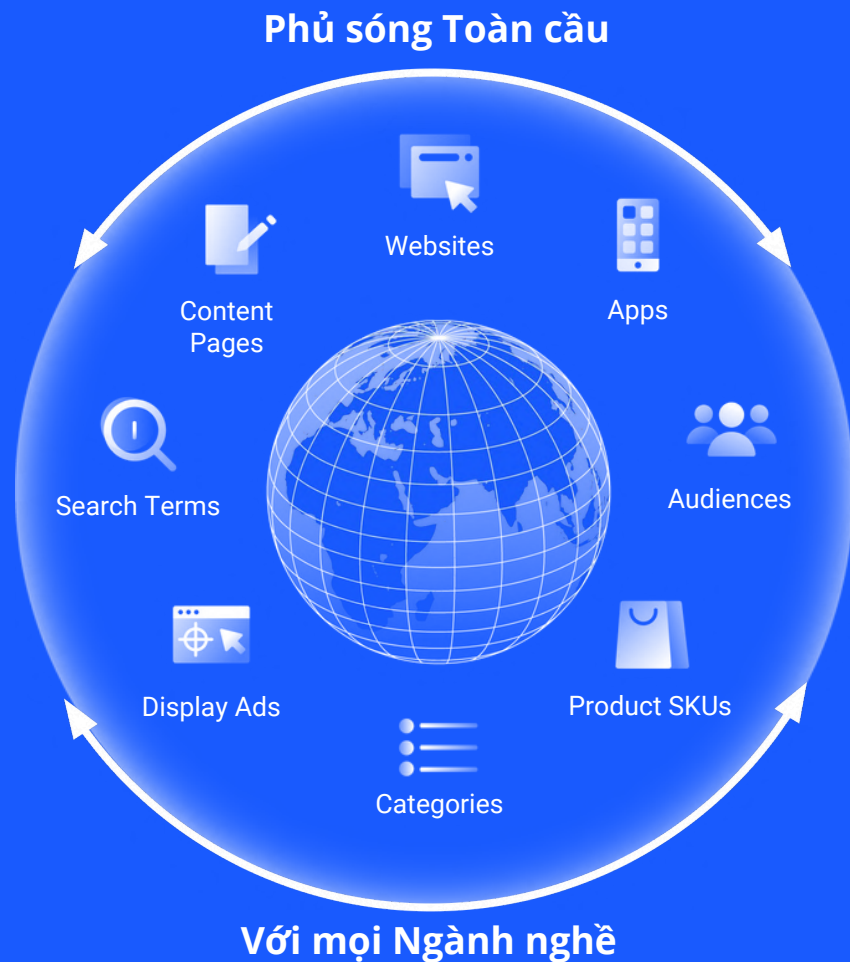 Phủ sóng Toàn cầu
Websites
Content
Pages
Apps
Search Terms
Audiences
Display Ads
Product SKUs
Categories
Với mọi Ngành nghề